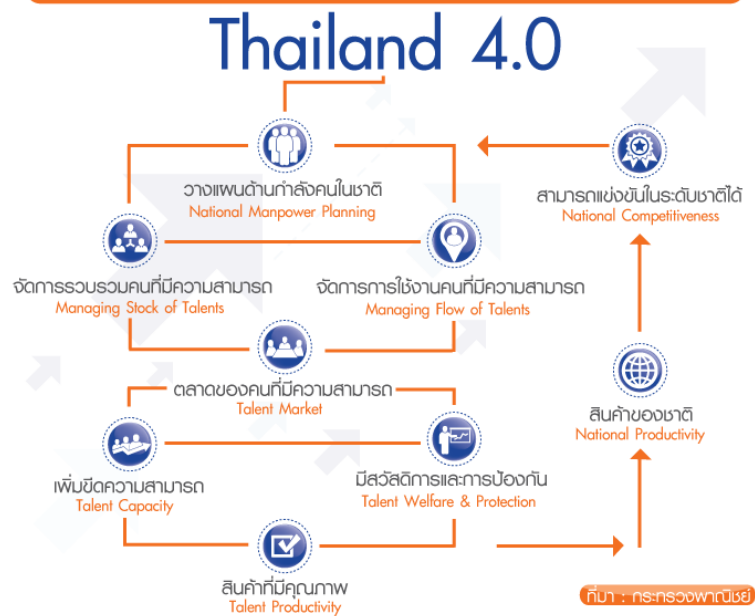 Thailand 4.0
วางแผนด้านกำลังคนในชาติ
National Manpower Planning
สามารถแข่งขันในระดับชาติได้
National Competitiveness
จัดการรวบรวมคนที่มีความสามารถ
Managing Stock of Talents
จัดการการใช้งานคนที่มีความสามารถ
Managing Flow of Talents
ตลาดของคนที่มีความสามารถ
Talent Market
สินค้าของชาติ
National Productivity
เพิ่มขีดความสามารถ
Talent Capacity
มีสวัสดิการและการป้องกัน
Talent Welfare & Protection
สินค้าที่มีคุณภาพ
Talent Productivity
ที่มา : กระทรวงพาณิชย์